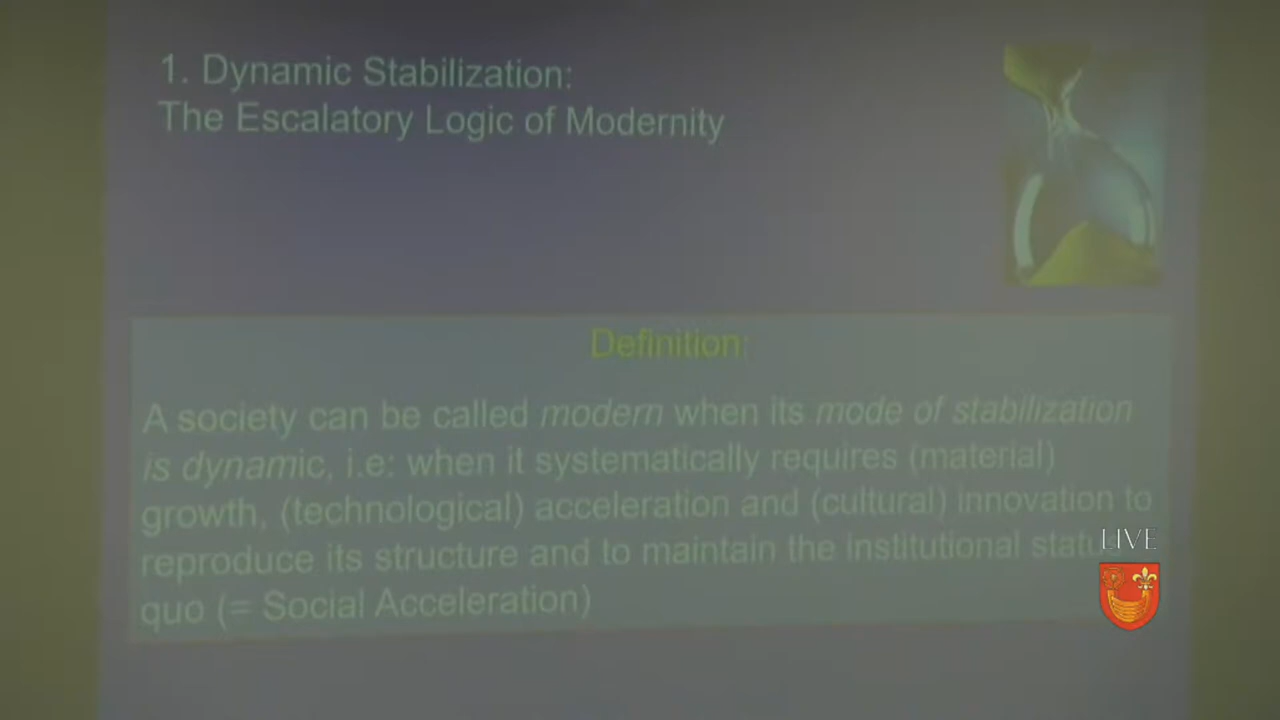 1. Dynamic Stabilization:
The Escalatory Logic of Modernity
Definition:
A society can be called modern when its mode of stabilization
is dynamic, i.e: when it systematically requires (material)
growth, (technological) acceleration and (cultural) innovation to
reproduce its structure and to maintain the institutional status
quo (= Social Acceleration)
LIVE